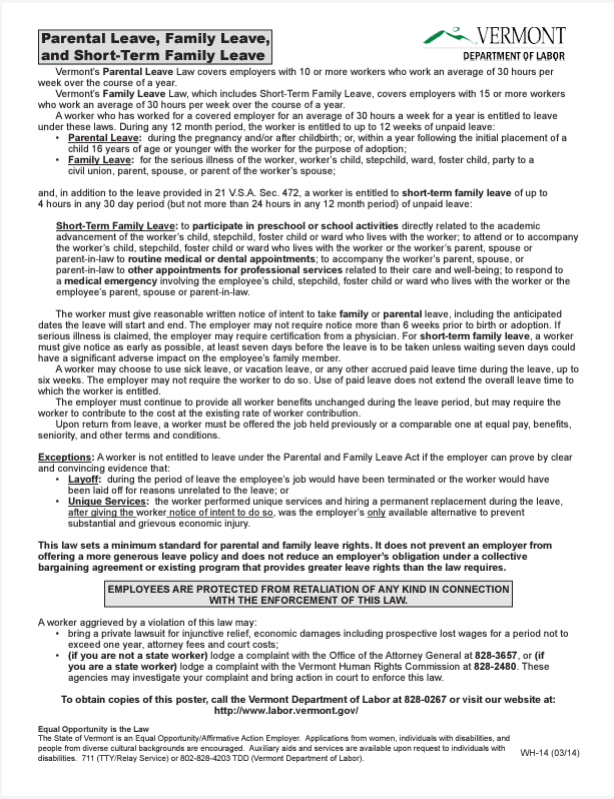 Parental Leave, Family Leave,
and Short-Term Family Leave
VERMONT
DEPARTMENT OF LABOR
Vermont's Parental Leave Law covers employers with 10 or more workers who work an average of 30 hours per
week over the course of a year.
Vermont's Family Leave Law, which includes Short-Term Family Leave, covers employers with 15 or more workers
who work an average of 30 hours per week over the course of a year.
A worker who has worked for a covered employer for an average of 30 hours a week for a year is entitled to leave
under these laws. During any 12 month period, the worker is entitled to up to 12 weeks of unpaid leave:
• Parental Leave: during the pregnancy and/or after childbirth; or, within a year following the initial placement of a
child 16 years of age or younger with the worker for the purpose of adoption;
• Family Leave: for the serious illness of the worker, worker's child, stepchild, ward, foster child, party to a
civil union, parent, spouse, or parent of the worker's spouse;
and, in addition to the leave provided in 21 V.S.A. Sec. 472, a worker is entitled to short-term family leave of up to
4 hours in any 30 day period (but not more than 24 hours in any 12 month period) of unpaid leave:
Short-Term Family Leave: to participate in preschool or school activities directly related to the academic
advancement of the worker's child, stepchild, foster child or ward who lives with the worker; to attend or to accompany
the worker's child, stepchild, foster child or ward who lives with the worker or the worker's parent, spouse or
parent-in-law to routine medical or dental appointments; to accompany the worker's parent, spouse, or
parent-in-law to other appointments for professional services related to their care and well-being; to respond to
a medical emergency involving the employee's child, stepchild, foster child or ward who lives with the worker or the
employee's parent, spouse or parent-in-law.
The worker must give reasonable written notice of intent to take family or parental leave, including the anticipated
dates the leave will start and end. The employer may not require notice more than 6 weeks prior to birth or adoption. If
serious illness is claimed, the employer may require certification from a physician. For short-term family leave, a worker
must give notice as early as possible, at least seven days before the leave is to be taken unless waiting seven days could
have a significant adverse impact on the employee's family member.
A worker may choose to use sick leave, or vacation leave, or any other accrued paid leave time during the leave, up to
six weeks. The employer may not require the worker to do so. Use of paid leave does not extend the overall leave time to
which the worker is entitled.
The employer must continue to provide all worker benefits unchanged during the leave period, but may require the
worker to contribute to the cost at the existing rate of worker contribution.
Upon return from leave, a worker must be offered the job held previously or a comparable one at equal pay, benefits,
seniority, and other terms and conditions.
Exceptions: A worker is not entitled to leave under the Parental and Family Leave Act if the employer can prove by clear
and convincing evidence that:
• Layoff: during the period of leave the employee's job would have been terminated or the worker would have
been laid off for reasons unrelated to the leave; or
• Unique Services: the worker performed unique services and hiring a permanent replacement during the leave,
after giving the worker notice of intent to do so, was the employer's only available alternative to prevent
substantial and grievous economic injury.
This law sets a minimum standard for parental and family leave rights. It does not prevent an employer from
offering a more generous leave policy and does not reduce an employer's obligation under a collective
bargaining agreement or existing program that provides greater leave rights than the law requires.
EMPLOYEES ARE PROTECTED FROM RETALIATION OF ANY KIND IN CONNECTION
WITH THE ENFORCEMENT OF THIS LAW.
A worker aggrieved by a violation of this law may:
• bring a private lawsuit for injunctive relief, economic damages including prospective lost wages for a period not to
exceed one year, attorney fees and court costs;
• (if you are not a state worker) lodge a complaint with the Office of the Attorney General at 828-3657, or (if
you are a state worker) lodge a complaint with the Vermont Human Rights Commission at 828-2480. These
agencies may investigate your complaint and bring action in court to enforce this law.
To obtain copies of this poster, call the Vermont Department of Labor at 828-0267 or visit our website at:
http://www.labor.vermont.gov/
Equal Opportunity is the Law
The State of Vermont is an Equal Opportunity/Affirmative Action Employer. Applications from women, individuals with disabilities, and
people from diverse cultural backgrounds are encouraged. Auxiliary aids and services are available upon request to individuals with
disabilities. 711 (TTY/Relay Service) or 802-828-4203 TDD (Vermont Department of Labor).
WH-14 (03/14)